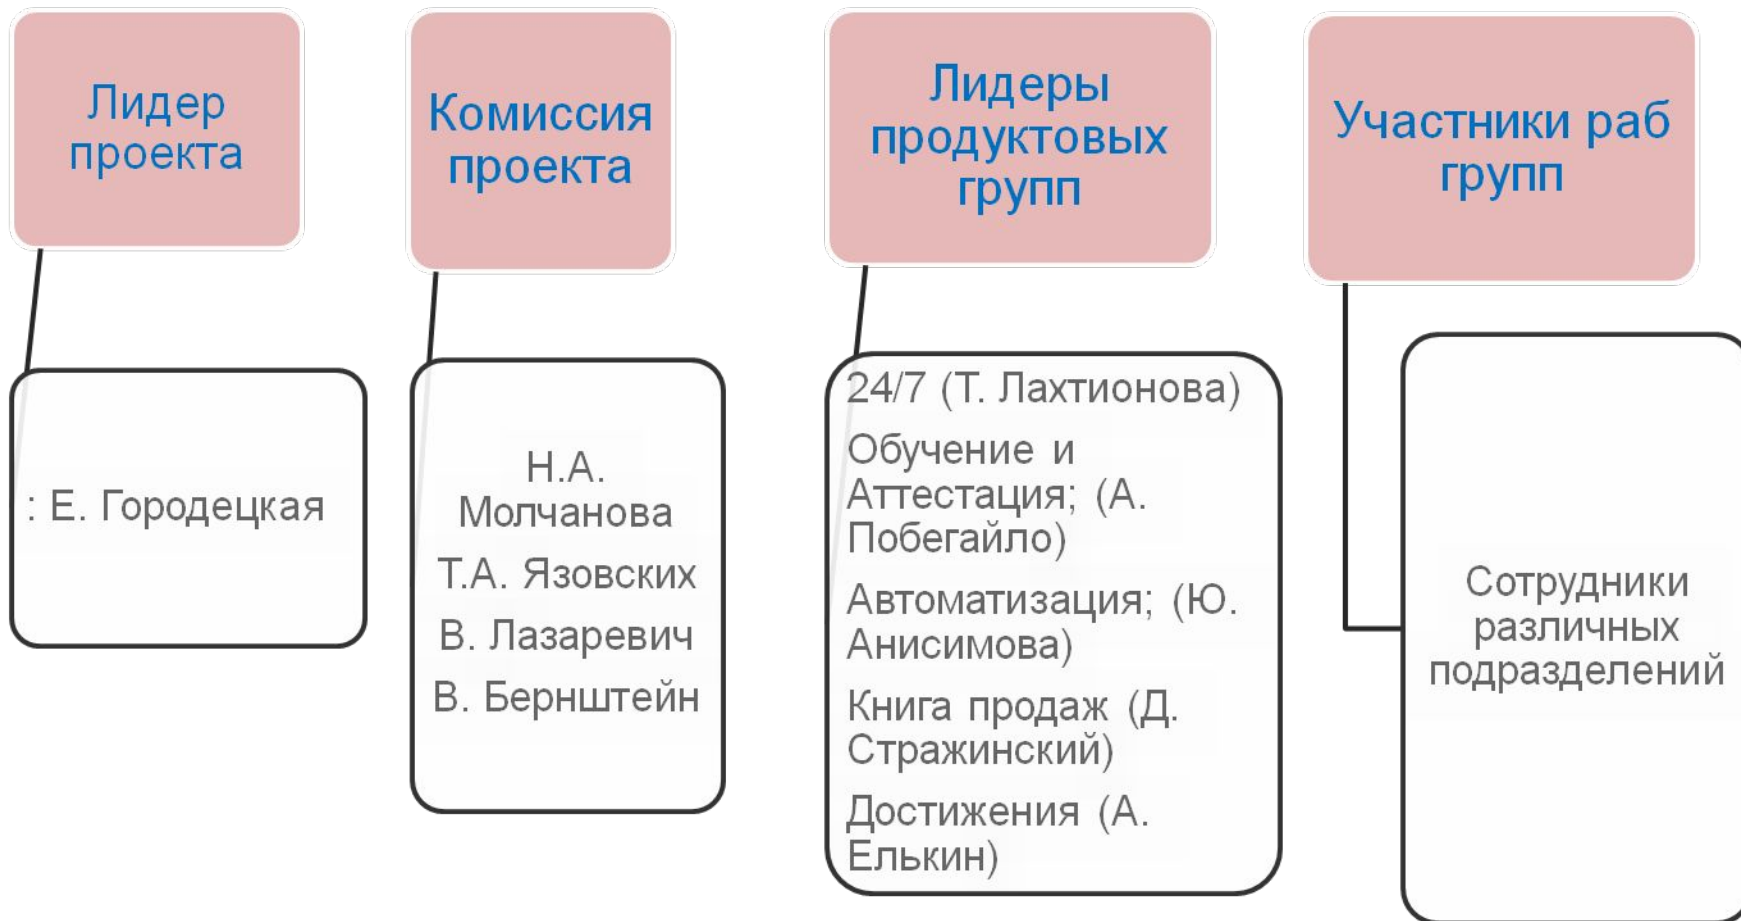 Лидер
проекта
: Е. Городецкая
Комиссия
проекта
Н.А.
Молчанова
Т.А. Язовских
В. Лазаревич
В. Бернштейн
Лидеры
продуктовых
групп
24/7 (Т. Лахтионова)
Обучение и
Аттестация; (А.
Побегайло)
Автоматизация; (Ю.
Анисимова)
Книга продаж (Д.
Стражинский)
Достижения (А.
Елькин)
Участники раб
групп
Сотрудники
различных
подразделений